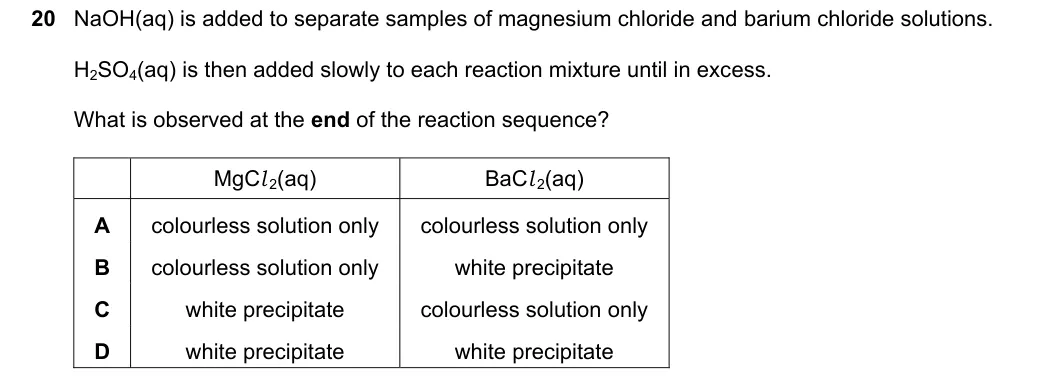 20 NaOH(aq) is added to separate samples of magnesium chloride and barium chloride solutions.
H₂SO₄(aq) is then added slowly to each reaction mixture until in excess.
What is observed at the end of the reaction sequence?
MgCl₂(aq) BaCl₂(aq)
A colourless solution only colourless solution only
B colourless solution only white precipitate
C white precipitate colourless solution only
D white precipitate white precipitate